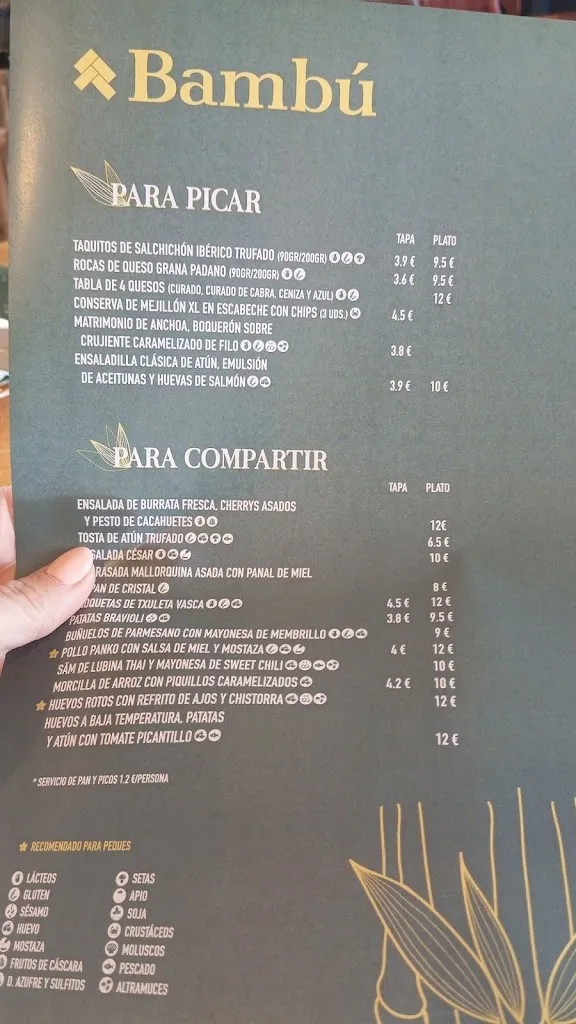 Bambú
PARA PICAR
TAPA PLATO
TAQUITOS DE SALCHICHÓN IBÉRICO TRUFADO (90GR/200GR) 3.9 € 9.5 €
ROCAS DE QUESO GRANA PADANO (90GR/200GR) 3.6 € 9.5 €
TABLA DE 4 QUESOS (CURADO, CURADO DE CABRA, CENIZA Y AZUL) 12 €
CONSERVA DE MEJILLÓN XL EN ESCABECHE CON CHIPS (3 UDS.) 4.5 €
MATRIMONIO DE ANCHOA, BOQUERÓN SOBRE
CRUJIENTE CARAMELIZADO DE FILO 3.8 €
ENSALADILLA CLÁSICA DE ATÚN, EMULSIÓN
DE ACEITUNAS Y HUEVAS DE SALMÓN 3.9 € 10 €
PARA COMPARTIR
TAPA PLATO
ENSALADA DE BURRATA FRESCA, CHERRYS ASADOS
Y PESTO DE CACAHUETES 12€
TOSTA DE ATÚN TRUFADO 6.5 €
SALADA CÉSAR 10 €
RASADA MALLORQUINA ASADA CON PANAL DE MIEL
PAN DE CRISTAL 8 €
OQUETAS DE TXULETA VASCA 4.5 € 12 €
PATATAS BRAVIOLI 3.8 € 9.5 €
BUÑUELOS DE PARMESANO CON MAYONESA DE MEMBRILLO 9 €
POLLO PANKO CON SALSA DE MIEL Y MOSTAZA 4 € 12 €
SÄM DE LUBINA THAI Y MAYONESA DE SWEET CHILI 10 €
MORCILLA DE ARROZ CON PIQUILLOS CARAMELIZADOS 4.2 € 10 €
HUEVOS ROTOS CON REFRITO DE AJOS Y CHISTORRA 12 €
HUEVOS A BAJA TEMPERATURA, PATATAS
Y ATÚN CON TOMATE PICANTILLO 12 €
* SERVICIO DE PAN Y PICOS 1.2 €/PERSONA
RECOMENDADO PARA PEQUES
LÁCTEOS
GLUTEN
SÉSAMO
HUEVO
MOSTAZA
FRUTOS DE CÁSCARA
D. AZUFRE Y SULFITOS
SETAS
APIO
SOJA
CRUSTÁCEOS
MOLUSCOS
PESCADO
ALTRAMUCES